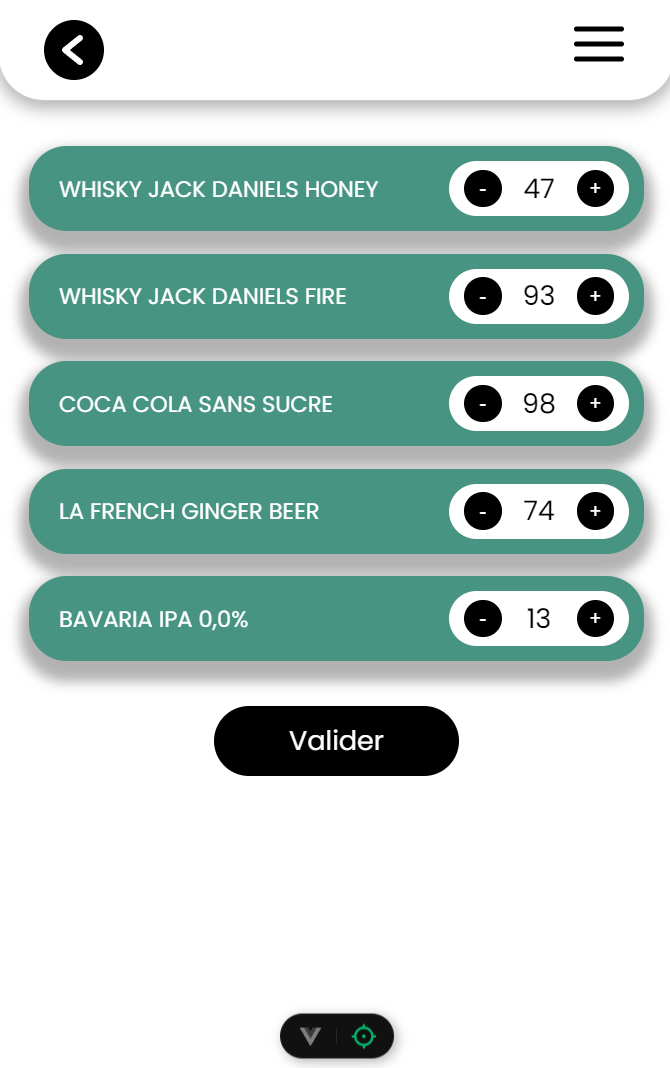 WHISKY JACK DANIELS HONEY - 47 +
WHISKY JACK DANIELS FIRE - 93 +
COCA COLA SANS SUCRE - 98 +
LA FRENCH GINGER BEER - 74 +
BAVARIA IPA 0,0% - 13 +
Valider